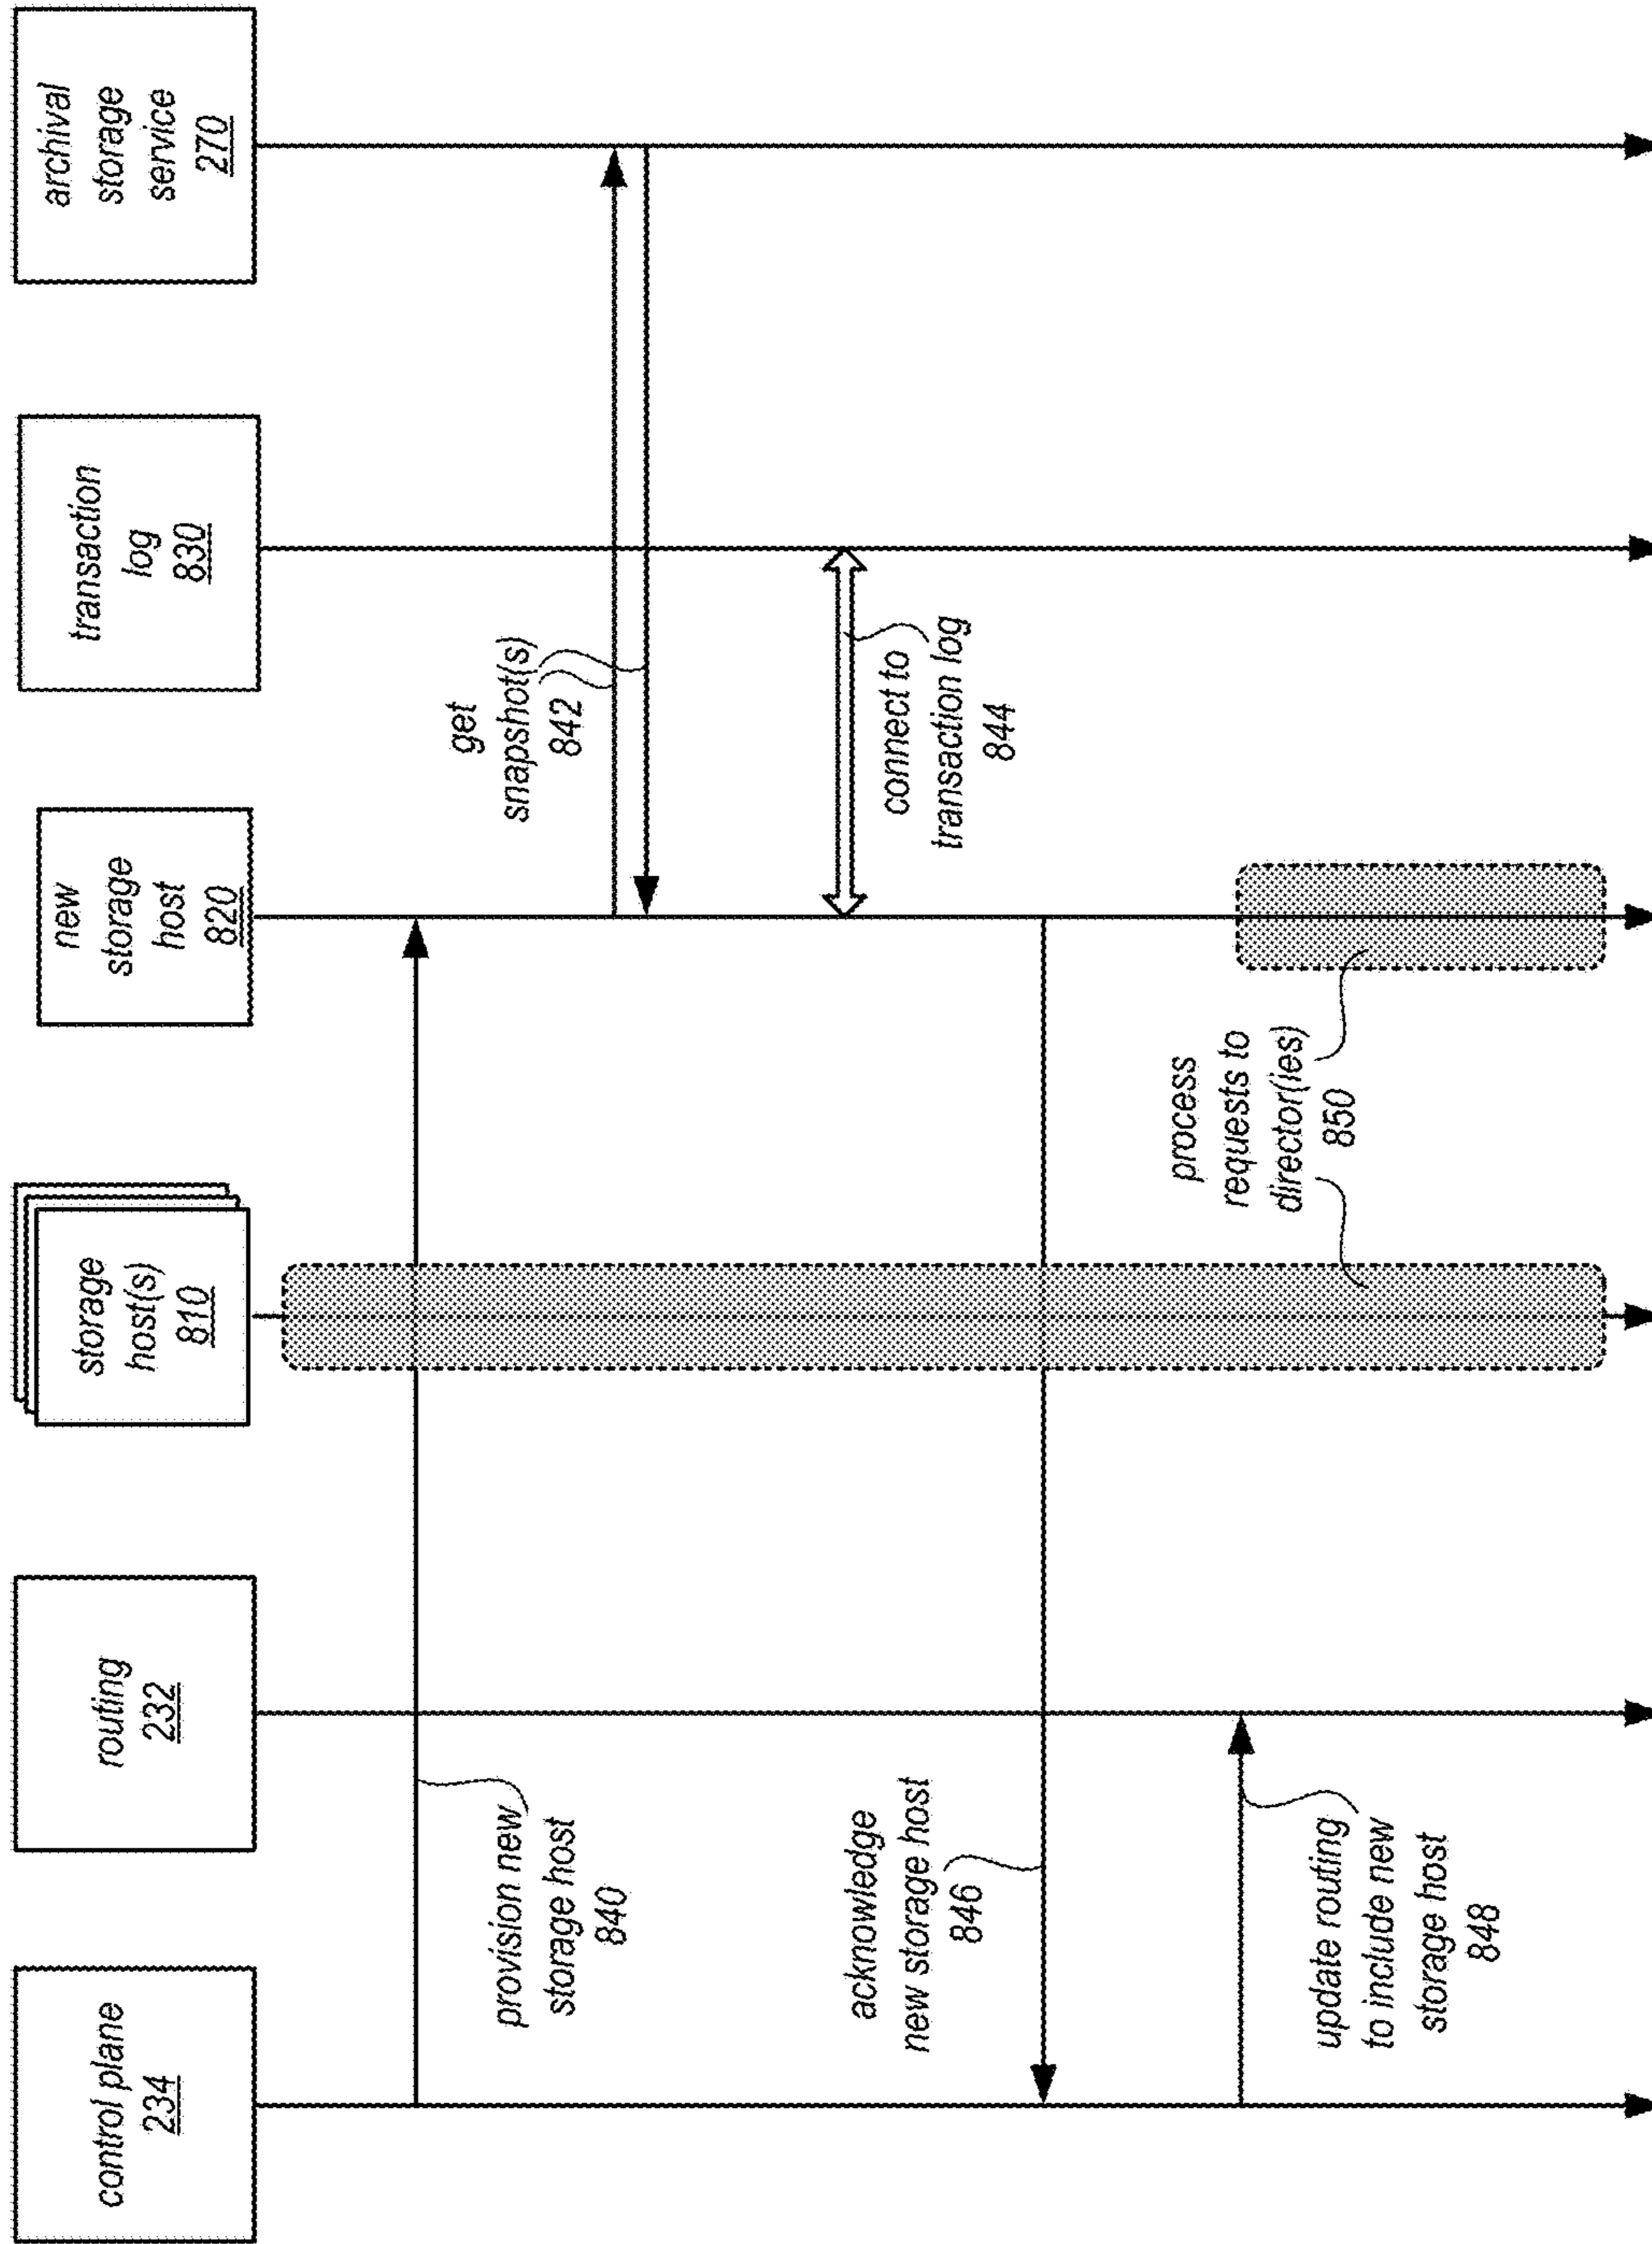 control plane
234
routing
232
storage
host(s)
810
new
storage
host
820
transaction
log
830
archival
storage
service
270
provision new
storage host
840
get
snapshot(s)
842
connect to
transaction log
844
acknowledge
new storage host
846
update routing
to include new
storage host
848
process
requests to
director(ies)
850